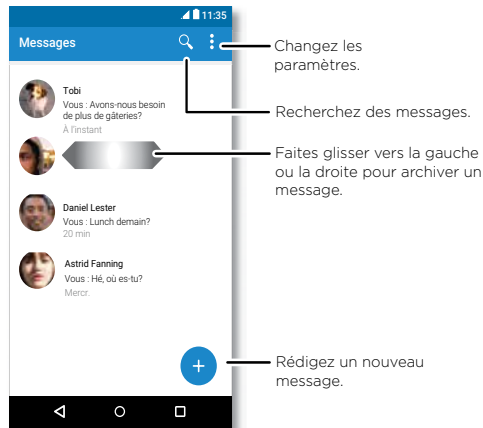 11:35
Messages
Changez les
paramètres.
Tobi
Vous : Avons-nous besoin
de plus de gâteries?
À l'instant
Recherchez des messages.
Faites glisser vers la gauche
ou la droite pour archiver un
message.
Daniel Lester
Vous : Lunch demain?
20 min
Astrid Fanning
Vous : Hé, où es-tu?
Mercr.
Rédigez un nouveau
message.